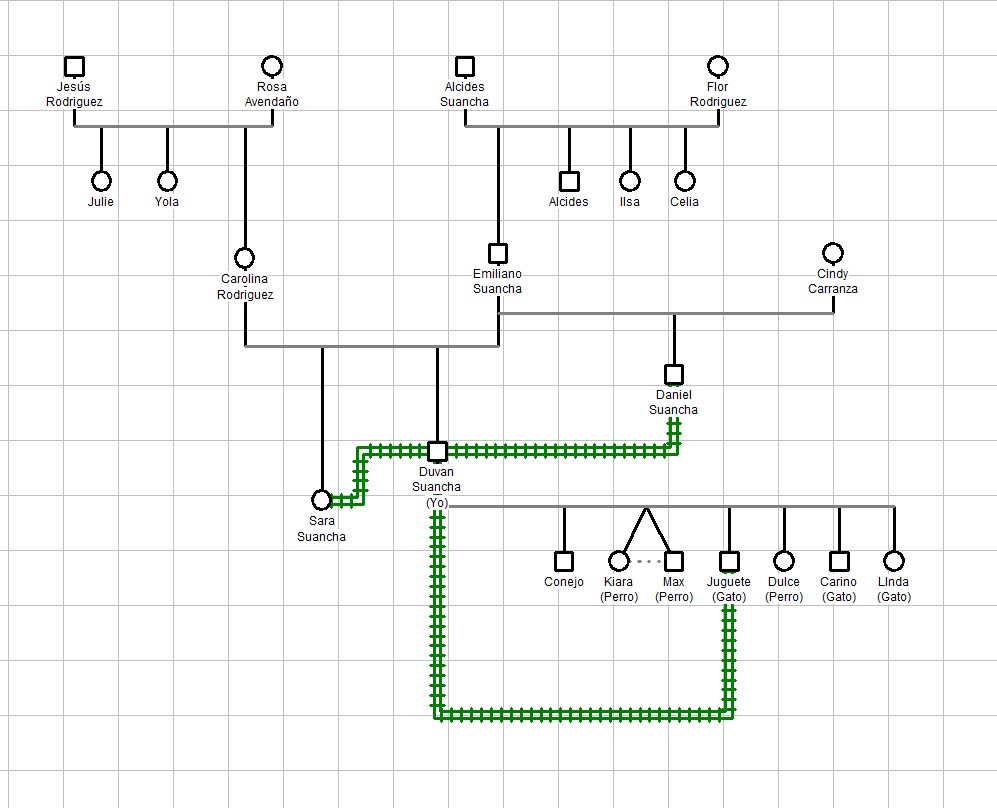 Jesús
Rodriguez
Rosa
Avendaño
Alcides
Suancha
Flor
Rodriguez
Julie
Yola
Alcides
Ilsa
Celia
Carolina
Rodriguez
Emiliano
Suancha
Cindy
Carranza
Daniel
Suancha
Duvan
Suancha
(Yo)
Sara
Suancha
Conejo
Kiara
(Perro)
Max
(Perro)
Juguete
(Gato)
Dulce
(Perro)
Carino
(Gato)
LInda
(Gato)